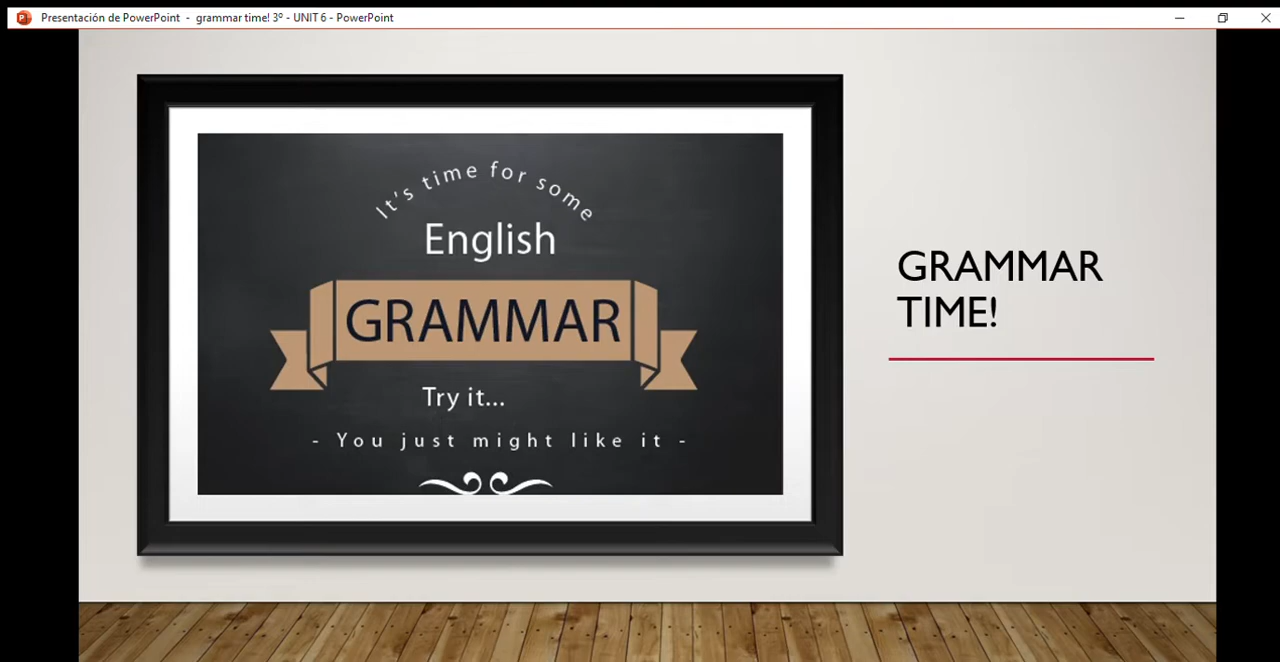 Presentación de PowerPoint - grammar time! 3º - UNIT 6 - PowerPoint
It's time for some
English
GRAMMAR
Try it...
- You just might like it -
GRAMMAR
TIME!